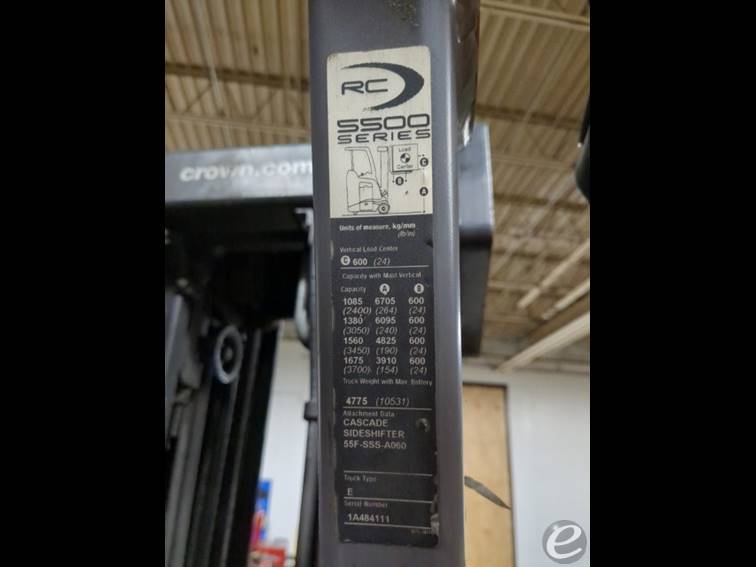 crown.com
RC
5500
SERIES
Load
Center
C
B
A
Units of measure, kg/mm
(lb/in)
Vertical Load Center
C 600 (24)
Capacity with Mast Vertical
Capacity A B
1085 6705 600
(2400) (264) (24)
1380 6095 600
(3050) (240) (24)
1560 4825 600
(3450) (190) (24)
1675 3910 600
(3700) (154) (24)
Truck Weight with Max. Battery
4775 (10531)
Attachment Data
CASCADE
SIDESHIFTER
55F-SSS-A060
Truck Type
E
Serial Number
1A484111
e